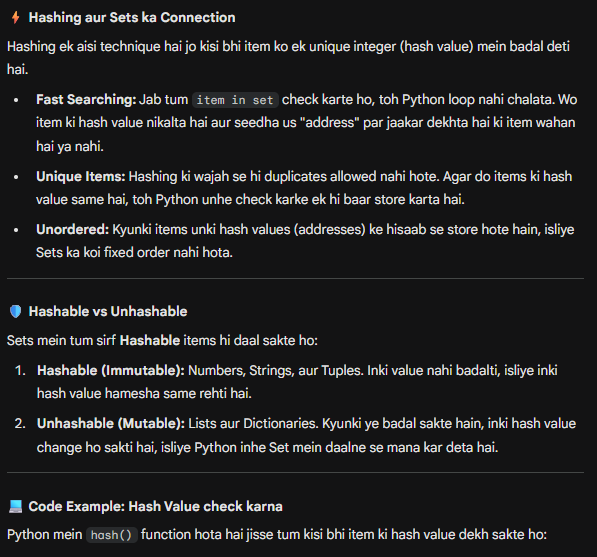 ⚡ Hashing aur Sets ka Connection
Hashing ek aisi technique hai jo kisi bhi item ko ek unique integer (hash value) mein badal deti
hai.
• Fast Searching: Jab tum item in set check karte ho, toh Python loop nahi chalata. Wo
item ki hash value nikalta hai aur seedha us "address" par jaakar dekhta hai ki item wahan
hai ya nahi.
• Unique Items: Hashing ki wajah se hi duplicates allowed nahi hote. Agar do items ki hash
value same hai, toh Python unhe check karke ek hi baar store karta hai.
• Unordered: Kyunki items unki hash values (addresses) ke hisaab se store hote hain, isliye
Sets ka koi fixed order nahi hota.
🛡️ Hashable vs Unhashable
Sets mein tum sirf Hashable items hi daal sakte ho:
1. Hashable (Immutable): Numbers, Strings, aur Tuples. Inki value nahi badalti, isliye inki
hash value hamesha same rehti hai.
2. Unhashable (Mutable): Lists aur Dictionaries. Kyunki ye badal sakte hain, inki hash value
change ho sakti hai, isliye Python inhe Set mein daalne se mana kar deta hai.
💻 Code Example: Hash Value check karna
Python mein hash() function hota hai jisse tum kisi bhi item ki hash value dekh sakte ho: